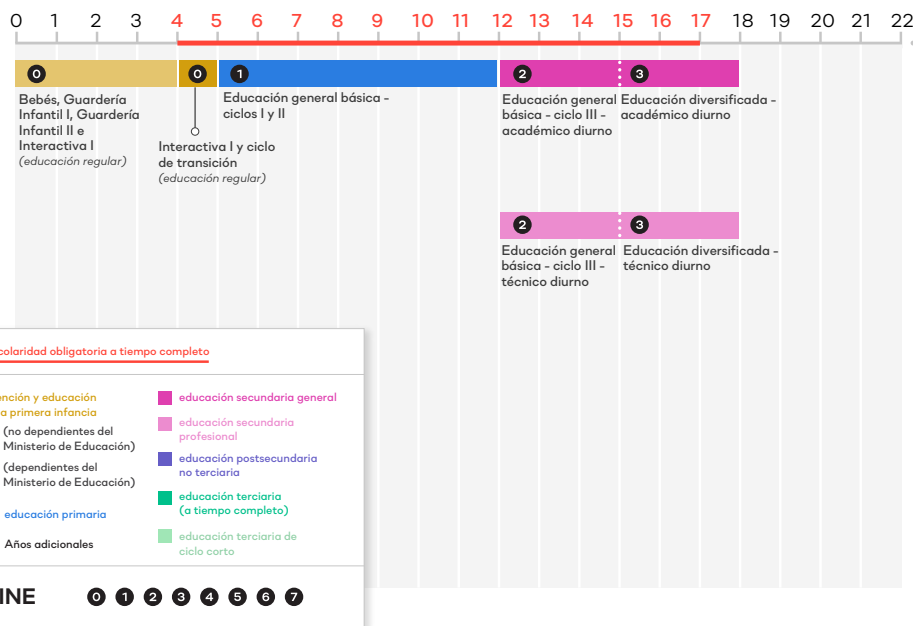 0 1 2 3 4 5 6 7 8 9 10 11 12 13 14 15 16 17 18 19 20 21 22
0 0 1 2 3
Bebés, Guardería
Infantil I, Guardería
Infantil II e
Interactiva I
(educación regular)
Interactiva I y ciclo
de transición
(educación regular)
Educación general básica -
ciclos I y II
Educación general
básica - ciclo III -
académico diurno
Educación diversificada -
académico diurno
2 3
Educación general
básica - ciclo III -
técnico diurno
Educación diversificada -
técnico diurno
colaridad obligatoria a tiempo completo
ención y educación
a primera infancia
(no dependientes del
Ministerio de Educación)
(dependientes del
Ministerio de Educación)
educación primaria
Años adicionales
educación secundaria general
educación secundaria
profesional
educación postsecundaria
no terciaria
educación terciaria
(a tiempo completo)
educación terciaria de
ciclo corto
INE 0 1 2 3 4 5 6 7